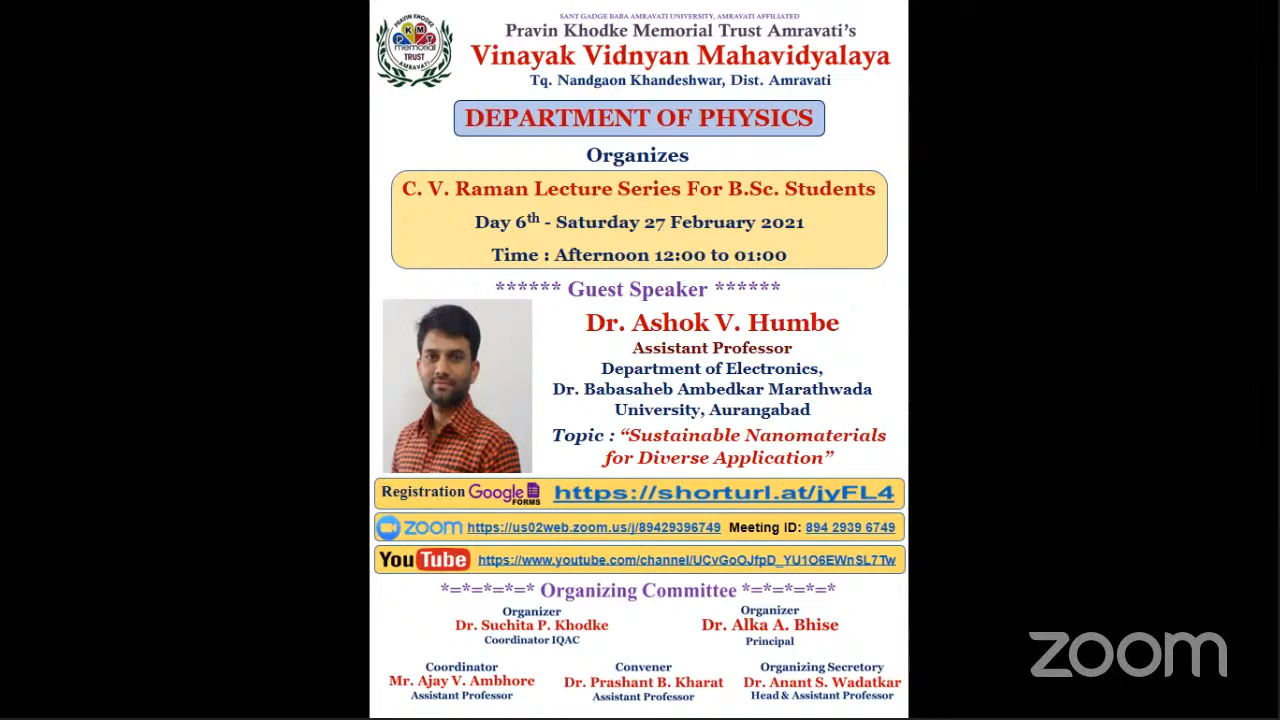 SANT GADGE BABA AMRAVATI UNIVERSITY, AMRAVATI AFFILIATED
Pravin Khodke Memorial Trust Amravati's
Vinayak Vidnyan Mahavidyalaya
Tq. Nandgaon Khandeshwar, Dist. Amravati
PRAVIN KHODKE
P K M T
memorial
TRUST
AMRAVATI
DEPARTMENT OF PHYSICS
Organizes
C. V. Raman Lecture Series For B.Sc. Students
Day 6th - Saturday 27 February 2021
Time : Afternoon 12:00 to 01:00
****** Guest Speaker ******
Dr. Ashok V. Humbe
Assistant Professor
Department of Electronics,
Dr. Babasaheb Ambedkar Marathwada
University, Aurangabad
Topic : “Sustainable Nanomaterials
for Diverse Application”
Registration Google FORMS https://shorturl.at/jyFL4
zoom https://us02web.zoom.us/j/89429396749 Meeting ID: 894 2939 6749
YouTube https://www.youtube.com/channel/UCvGoOJfpD_YU1O6EWnSL7Tw
*=*=*=*=*=* Organizing Committee *=*=*=*=*=*
Organizer
Dr. Suchita P. Khodke
Coordinator IQAC
Organizer
Dr. Alka A. Bhise
Principal
Coordinator
Mr. Ajay V. Ambhore
Assistant Professor
Convener
Dr. Prashant B. Kharat
Assistant Professor
Organizing Secretary
Dr. Anant S. Wadatkar
Head & Assistant Professor
zoom